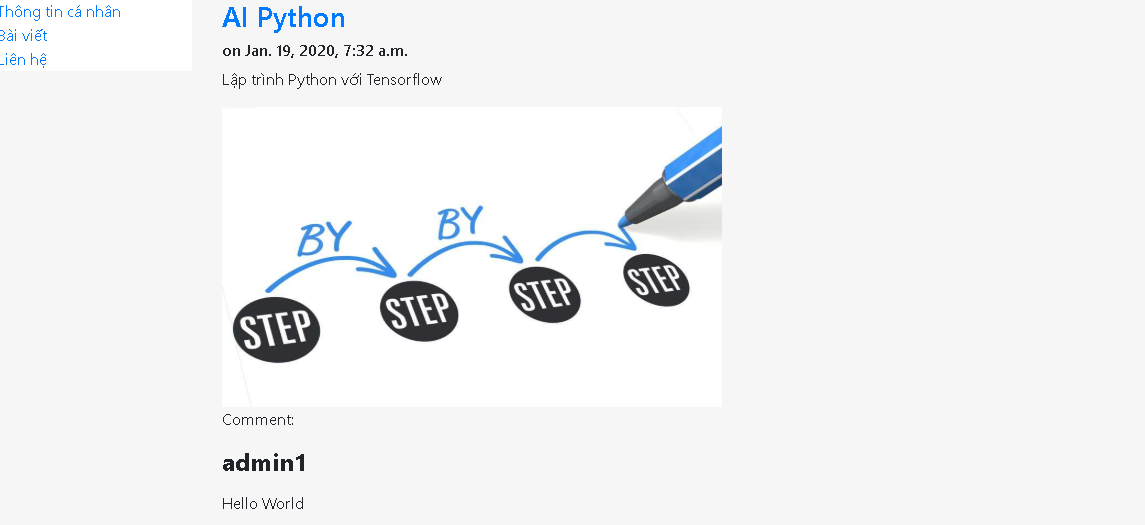 Thông tin cá nhân
Bài viết
Liên hệ
AI Python
on Jan. 19, 2020, 7:32 a.m.
Lập trình Python với Tensorflow
BY
BY
STEP
STEP
STEP
STEP
Comment:
admin1
Hello World